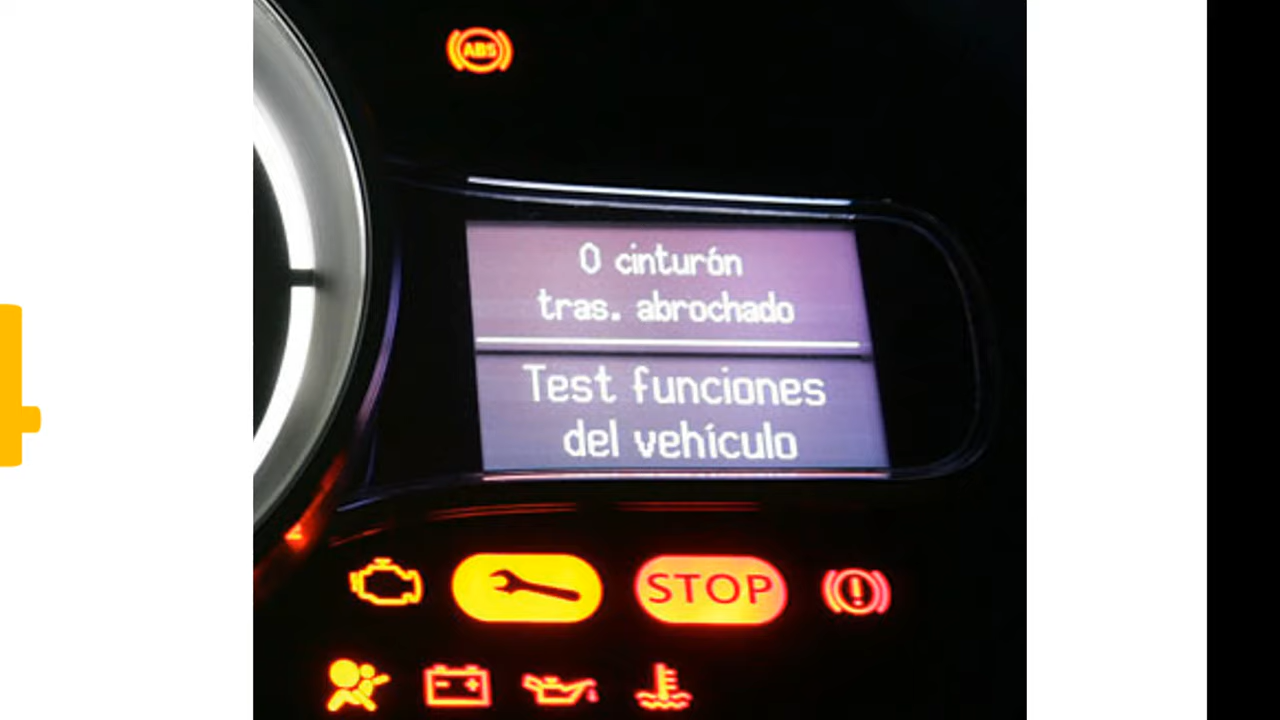 ABS
0 cinturón
tras. abrochado
Test funciones
del vehículo
STOP